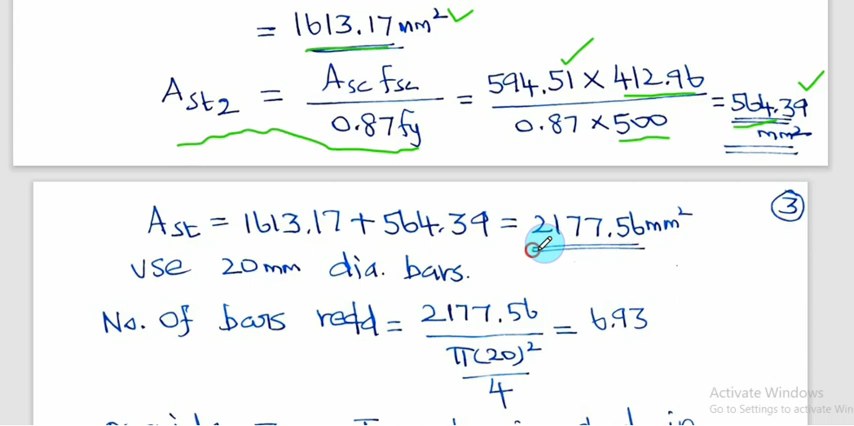 = 1613.17 mm²
Ast2 = Asc fsc / 0.87fy = 594.51 × 412.96 / 0.87 × 500 = 564.39 mm²
③
Ast = 1613.17 + 564.39 = 2177.56 mm²
use 20mm dia. bars.
No. of bars redd = 2177.56 / π(20)²/4 = 6.93
Activate Windows
Go to Settings to activate Win